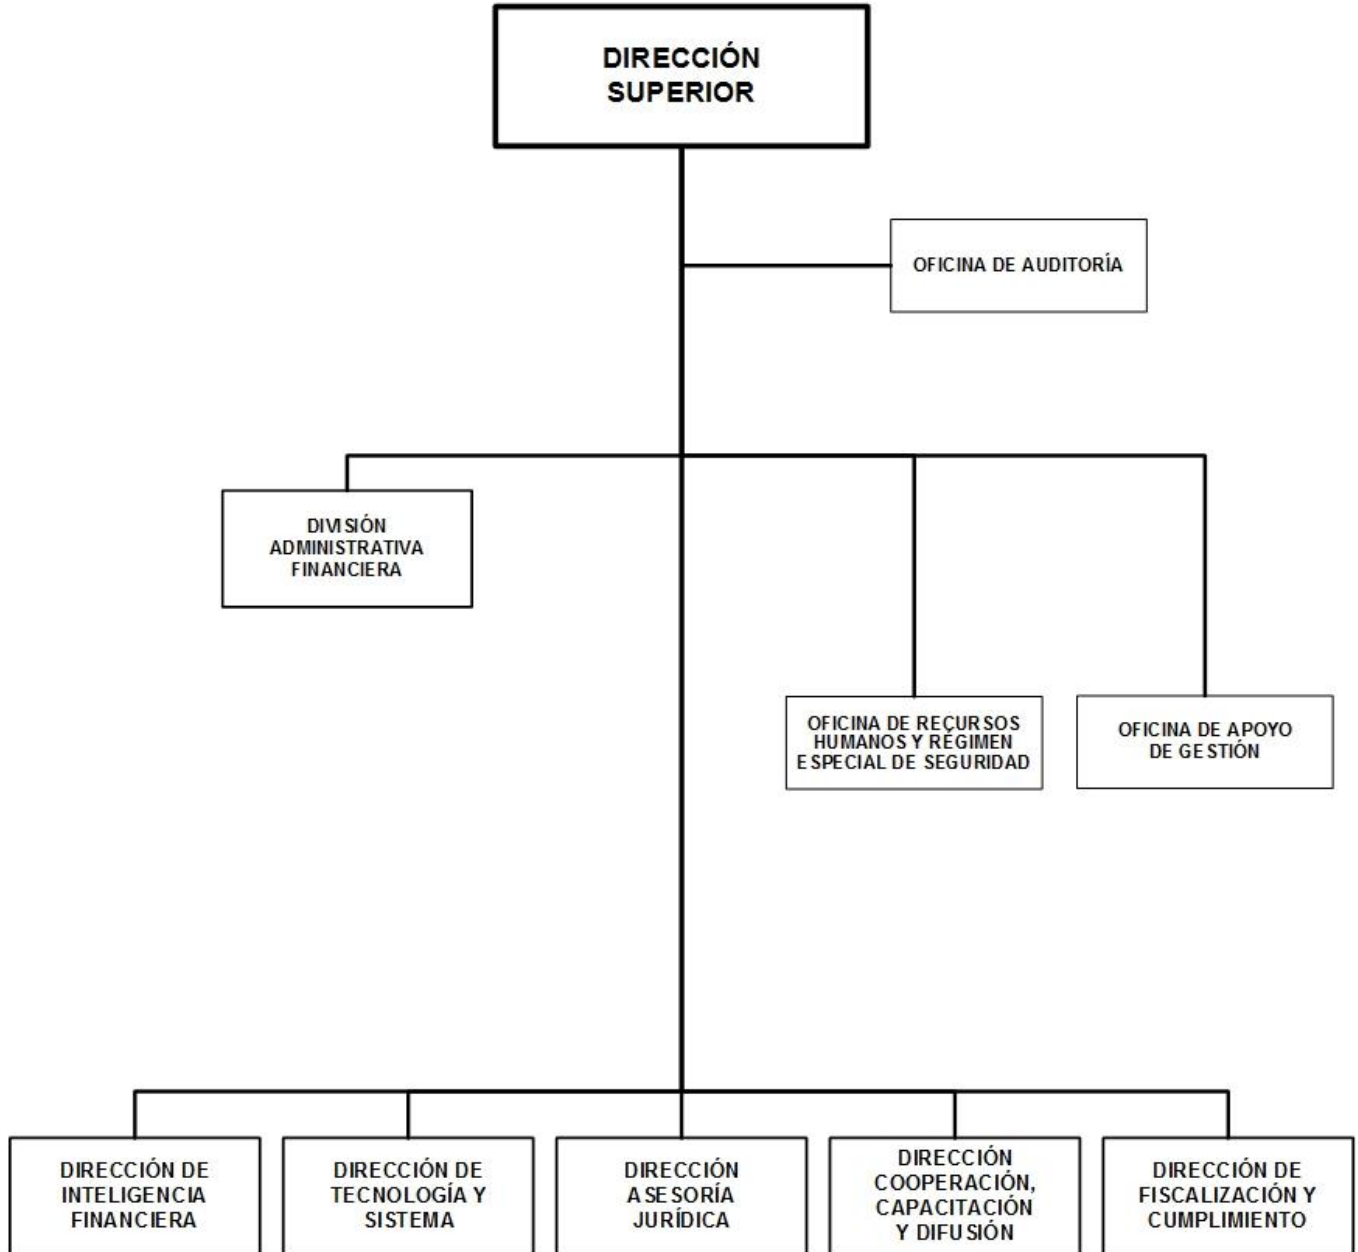 DIRECCIÓN
SUPERIOR
OFICINA DE AUDITORÍA
DIVISIÓN
ADMINISTRATIVA
FINANCIERA
OFICINA DE RECURSOS
HUMANOS Y RÉGIMEN
ESPECIAL DE SEGURIDAD
OFICINA DE APOYO
DE GESTIÓN
DIRECCIÓN DE
INTELIGENCIA
FINANCIERA
DIRECCIÓN DE
TECNOLOGÍA Y
SISTEMA
DIRECCIÓN
ASESORÍA
JURÍDICA
DIRECCIÓN
COOPERACIÓN,
CAPACITACIÓN
Y DIFUSIÓN
DIRECCIÓN DE
FISCALIZACIÓN Y
CUMPLIMIENTO